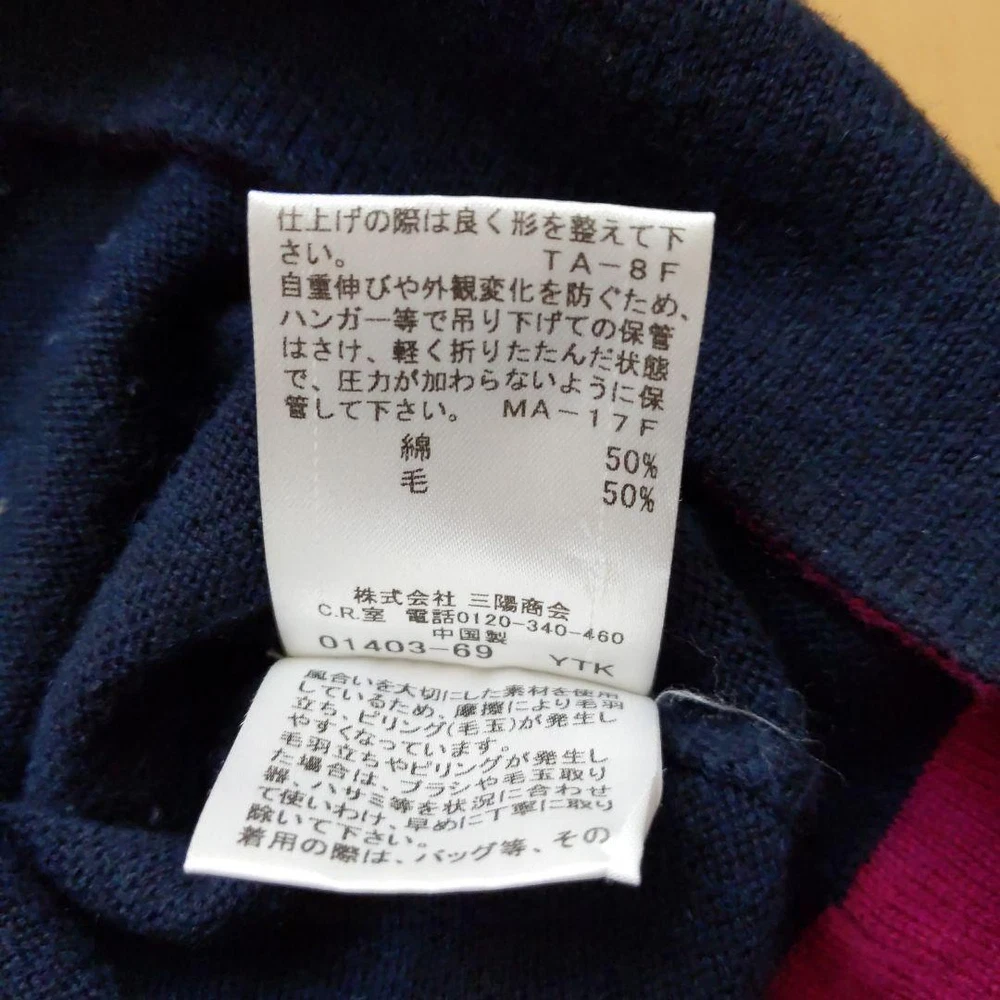 仕上げの際は良く形を整えて下
さい。 TA-8F
自重伸びや外観変化を防ぐため、
ハンガー等で吊り下げての保管
はさけ、軽く折りたたんだ状態
で、圧力が加わらないように保
管して下さい。 MA-17F
綿 50%
毛 50%
株式会社 三陽商会
C.R.室 電話0120-340-460
中国製
01403-69 YTK
風合いを大切にした素材を使用
しているため、摩擦により毛羽
立ち、ピリング(毛玉)が発生し
やすくなっています。
毛羽立ちやピリングが発生し
た場合は、ブラシや毛玉取り
器、ハサミ等を状況に合わせ
て使いわけ、早めに丁寧に取り
除いて下さい。
着用の際は、バッグ等、その